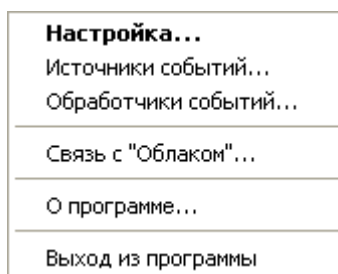 Настройка...
Источники событий...
Обработчики событий...
Связь с "Облаком"...
О программе...
Выход из программы